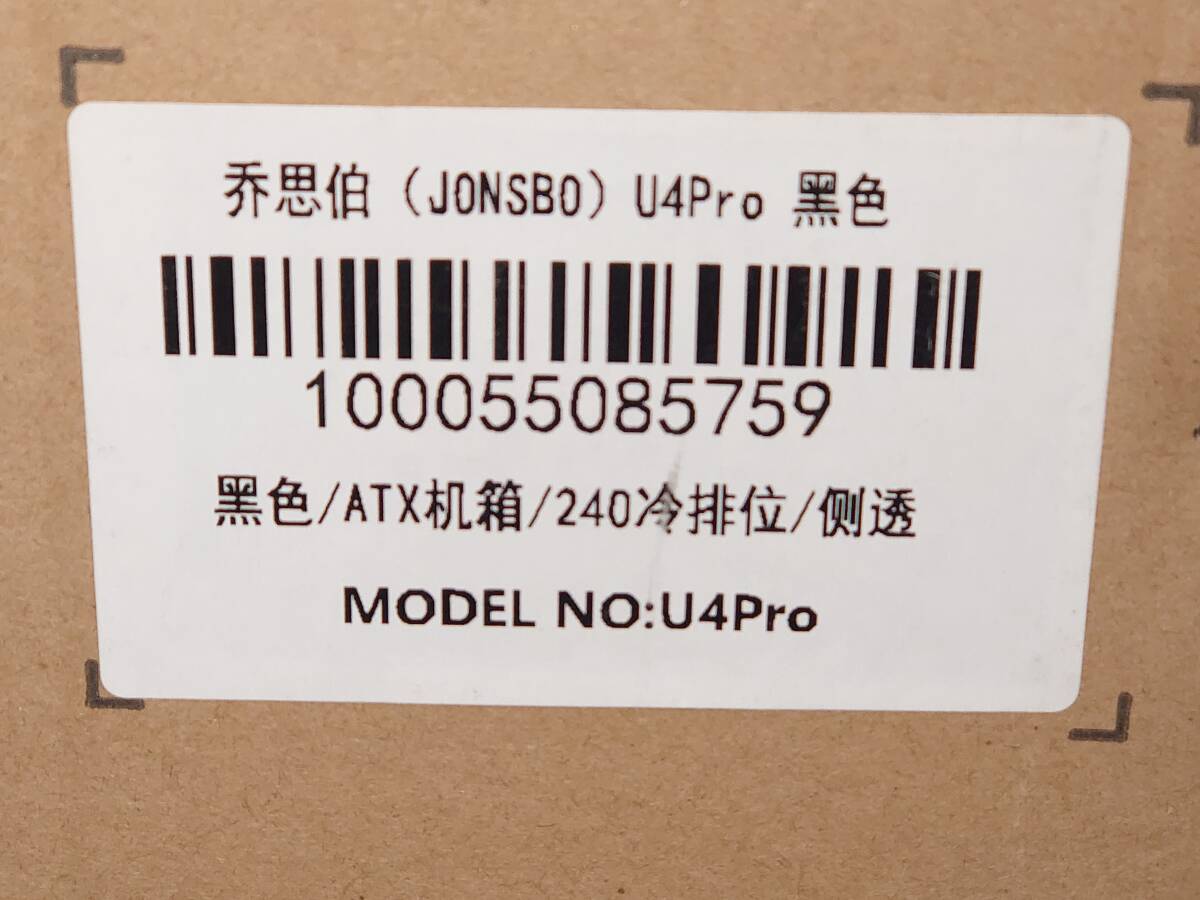 乔思伯（JONSBO）U4Pro 黑色
100055085759
黑色/ATX机箱/240冷排位/侧透
MODEL NO:U4Pro